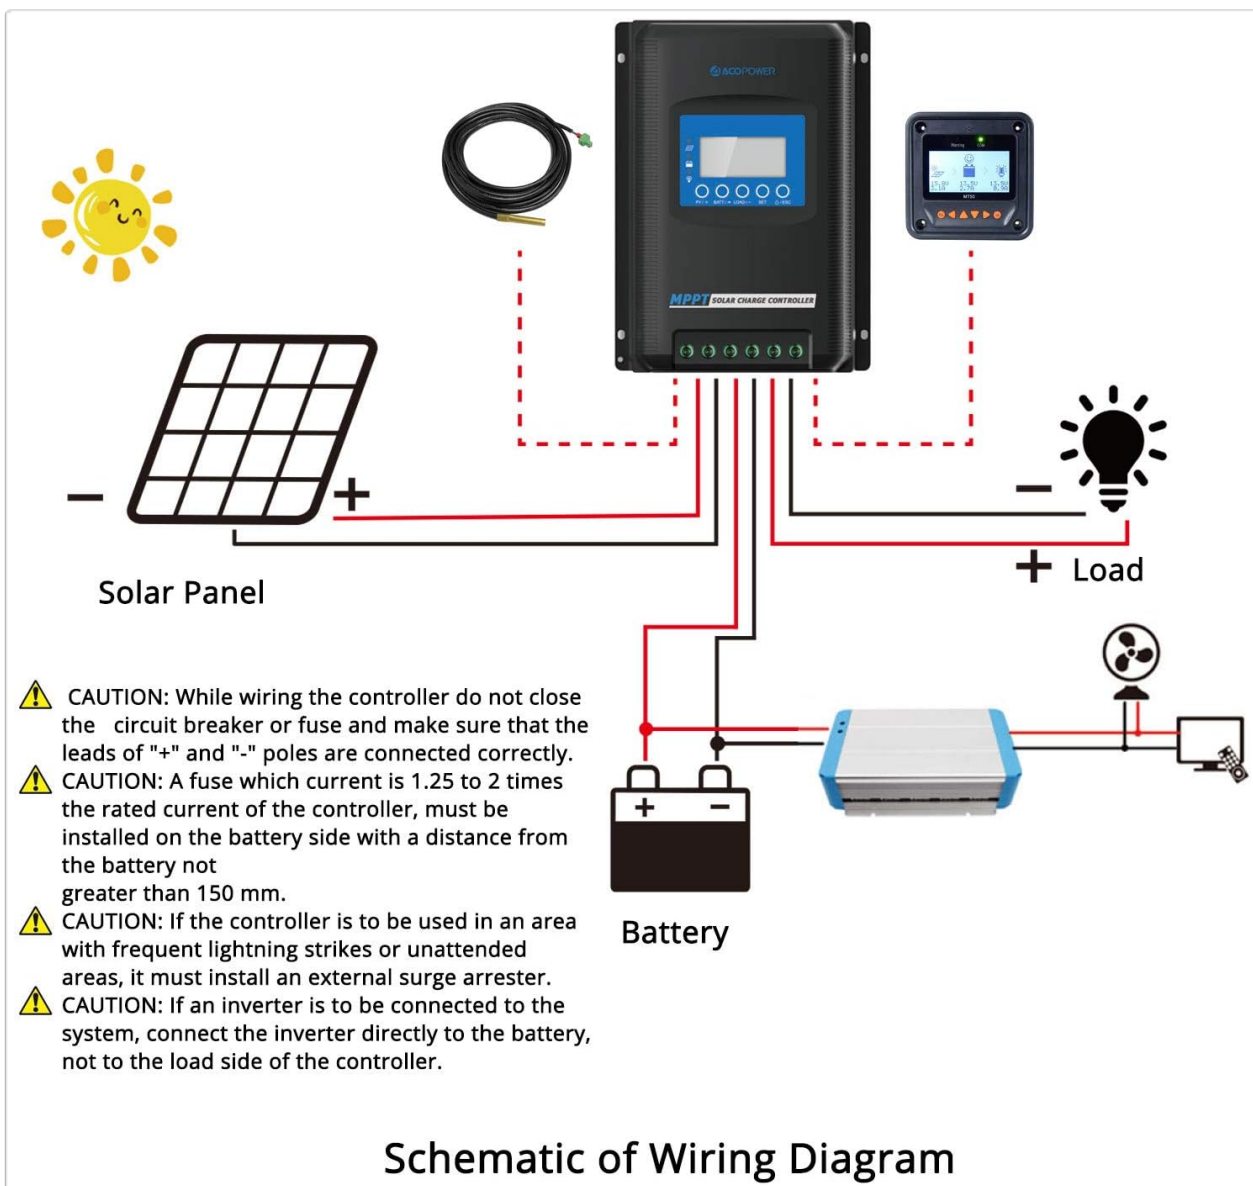 ACOPOWER
PV/+ BATT/- LOAD/-- SET
MPPT SOLAR CHARGE CONTROLLER
MT50
+
-
Solar Panel
-
+
Load
+ -
Battery
CAUTION: While wiring the controller do not close
the circuit breaker or fuse and make sure that the
leads of "+" and "-" poles are connected correctly.
CAUTION: A fuse which current is 1.25 to 2 times
the rated current of the controller, must be
installed on the battery side with a distance from
the battery not
greater than 150 mm.
CAUTION: If the controller is to be used in an area
with frequent lightning strikes or unattended
areas, it must install an external surge arrester.
CAUTION: If an inverter is to be connected to the
system, connect the inverter directly to the battery,
not to the load side of the controller.
Schematic of Wiring Diagram